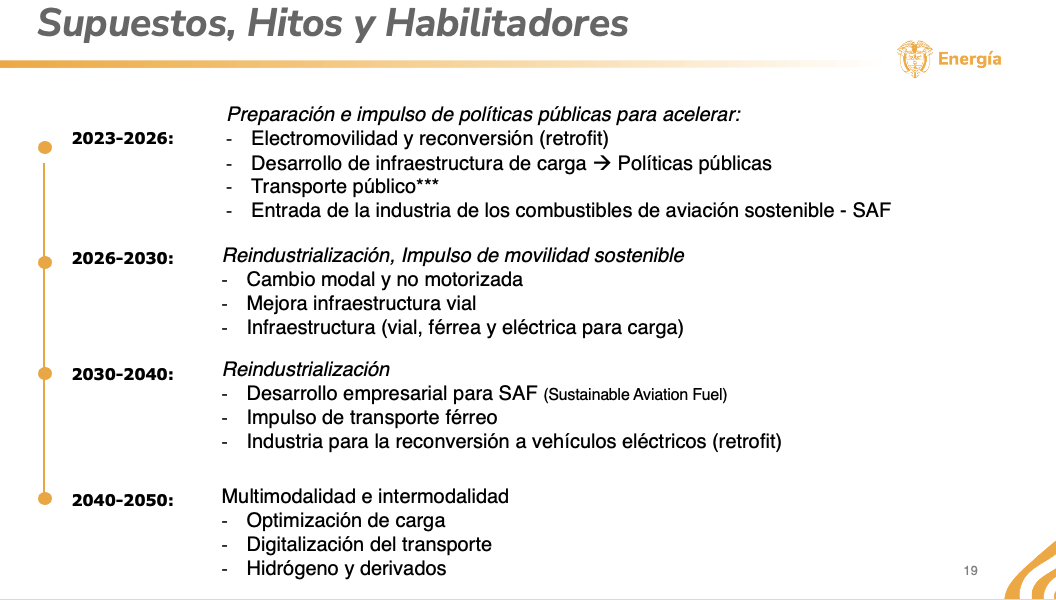 Supuestos, Hitos y Habilitadores
Energía
2023-2026:
Preparación e impulso de políticas públicas para acelerar:
- Electromovilidad y reconversión (retrofit)
- Desarrollo de infraestructura de carga → Políticas públicas
- Transporte público***
- Entrada de la industria de los combustibles de aviación sostenible - SAF
2026-2030:
Reindustrialización, Impulso de movilidad sostenible
- Cambio modal y no motorizada
- Mejora infraestructura vial
- Infraestructura (vial, férrea y eléctrica para carga)
2030-2040:
Reindustrialización
- Desarrollo empresarial para SAF (Sustainable Aviation Fuel)
- Impulso de transporte férreo
- Industria para la reconversión a vehículos eléctricos (retrofit)
2040-2050:
Multimodalidad e intermodalidad
- Optimización de carga
- Digitalización del transporte
- Hidrógeno y derivados
19